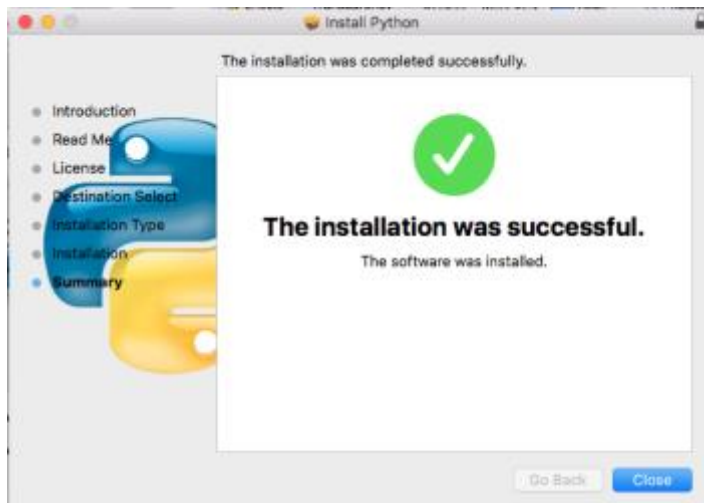 Install Python
The installation was completed successfully.
Introduction
Read Me
License
Destination Select
Installation Type
Installation
Summary
The installation was successful.
The software was installed.
Go Back
Close